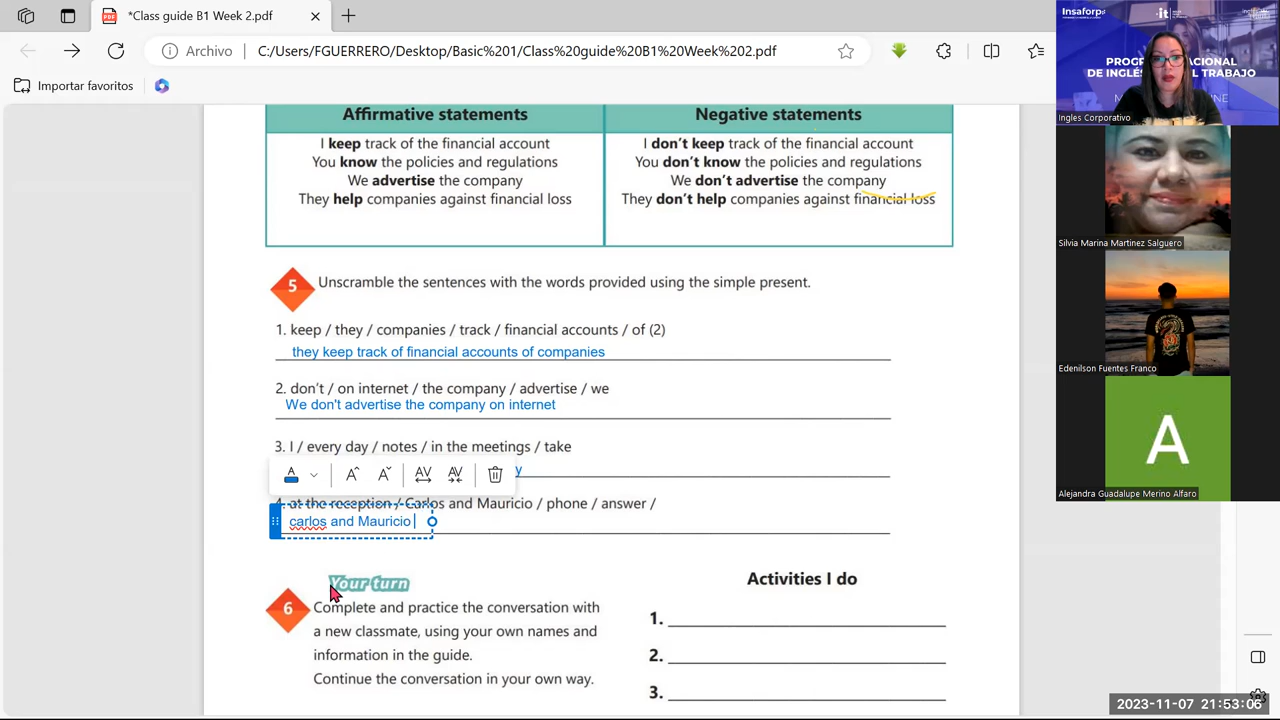 *Class guide B1 Week 2.pdf
Archivo
C:/Users/FGUERRERO/Desktop/Basic%201/Class%20guide%20B1%20Week%202.pdf
Importar favoritos
Affirmative statements
Negative statements
I keep track of the financial account
You know the policies and regulations
We advertise the company
They help companies against financial loss
I don't keep track of the financial account
You don't know the policies and regulations
We don't advertise the company
They don't help companies against financial loss
5 Unscramble the sentences with the words provided using the simple present.
1. keep / they / companies / track / financial accounts / of (2)
they keep track of financial accounts of companies
2. don't / on internet / the company / advertise / we
We don't advertise the company on internet
3. I / every day / notes / in the meetings / take
y
4. at the reception / Carlos and Mauricio / phone / answer /
carlos and Mauricio
Your turn
6 Complete and practice the conversation with
a new classmate, using your own names and
information in the guide.
Continue the conversation in your own way.
Activities I do
1.
2.
3.
Insaforp
Ingles Corporativo
Silvia Marina Martinez Salguero
Edenilson Fuentes Franco
A
Alejandra Guadalupe Merino Alfaro
2023-11-07 21:53:06